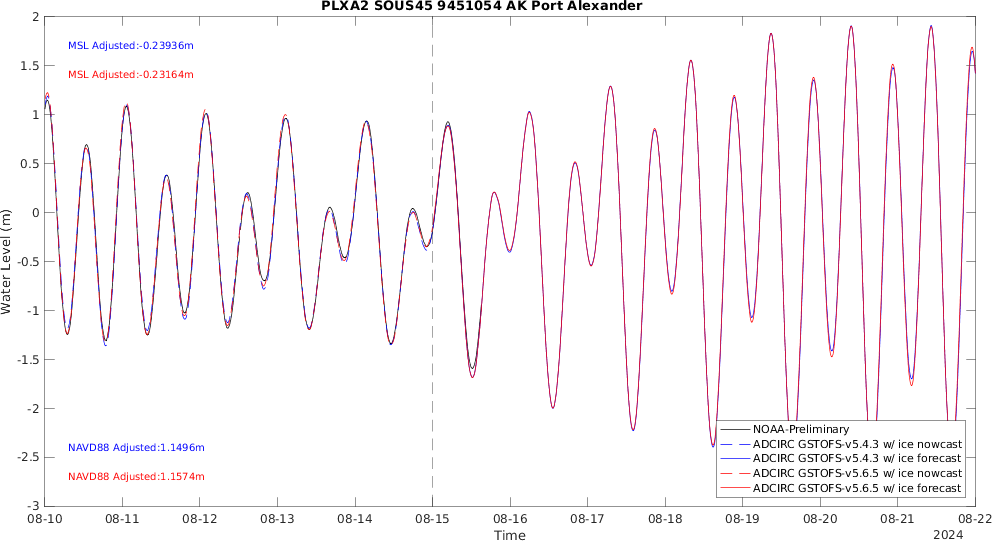 PLXA2 SOUS45 9451054 AK Port Alexander
MSL Adjusted:-0.23936m
MSL Adjusted:-0.23164m
NAVD88 Adjusted:1.1496m
NAVD88 Adjusted:1.1574m
Water Level (m)
2
1.5
1
0.5
0
-0.5
-1
-1.5
-2
-2.5
-3
NOAA-Preliminary
ADCIRC GSTOFS-v5.4.3 w/ ice nowcast
ADCIRC GSTOFS-v5.4.3 w/ ice forecast
ADCIRC GSTOFS-v5.6.5 w/ ice nowcast
ADCIRC GSTOFS-v5.6.5 w/ ice forecast
08-10 08-11 08-12 08-13 08-14 08-15 08-16 08-17 08-18 08-19 08-20 08-21 08-22
Time
2024